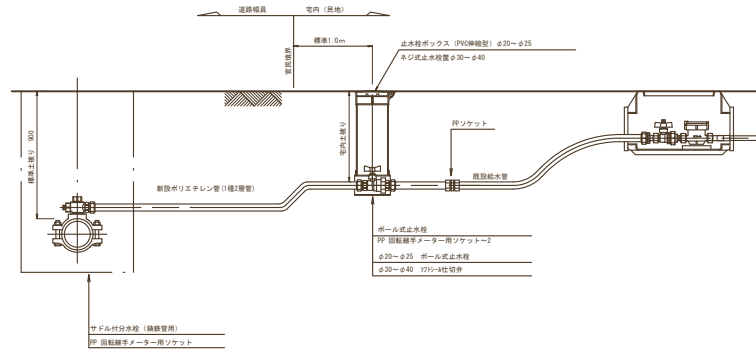 道路幅員
宅内（民地）
標準1.0m
官民境界
止水栓ボックス（PVC伸縮型）φ20〜φ25
ネジ式止水栓筐φ30〜φ40
標準土被り 900
宅内土被り
PPソケット
新設ポリエチレン管(1種2層管)
既設給水管
ボール式止水栓
PP 回転継手メーター用ソケット〜2
φ20〜φ25 ボール式止水栓
φ30〜φ40 ソフトシール仕切弁
サドル付分水栓（鋳鉄管用）
PP 回転継手メーター用ソケット